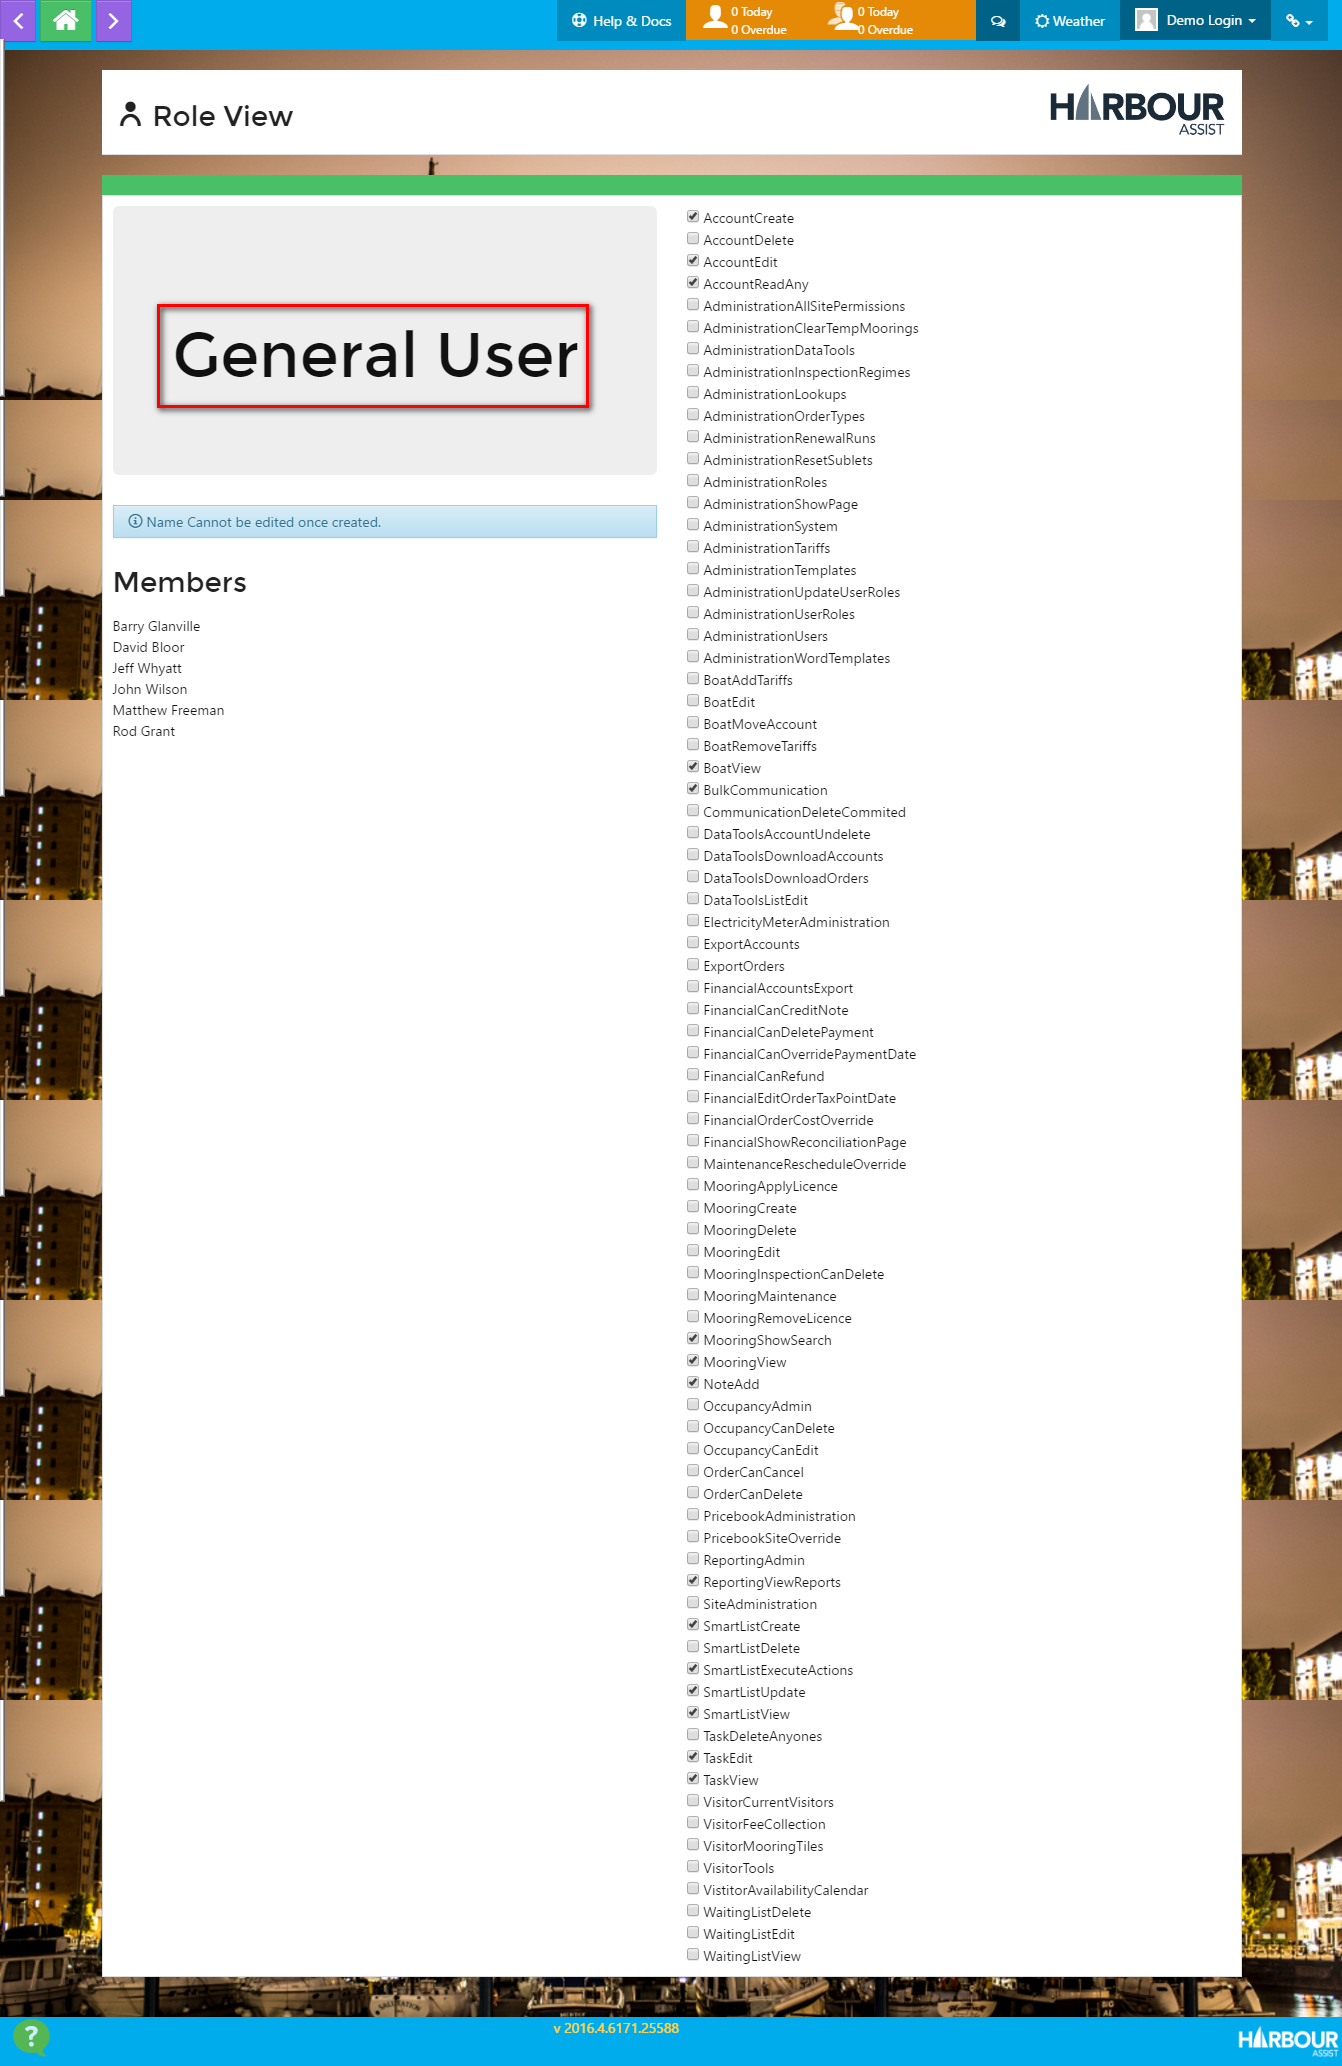 Help & Docs
0 Today
0 Overdue
0 Today
0 Overdue
Weather
Demo Login
Role View
HARBOUR
ASSIST
General User
Name Cannot be edited once created.
Members
Barry Glanville
David Bloor
Jeff Whyatt
John Wilson
Matthew Freeman
Rod Grant
AccountCreate
AccountDelete
AccountEdit
AccountReadAny
AdministrationAllSitePermissions
AdministrationClearTempMoorings
AdministrationDataTools
AdministrationInspectionRegimes
AdministrationLookups
AdministrationOrderTypes
AdministrationRenewalRuns
AdministrationResetSublets
AdministrationRoles
AdministrationShowPage
AdministrationSystem
AdministrationTariffs
AdministrationTemplates
AdministrationUpdateUserRoles
AdministrationUserRoles
AdministrationUsers
AdministrationWordTemplates
BoatAddTariffs
BoatEdit
BoatMoveAccount
BoatRemoveTariffs
BoatView
BulkCommunication
CommunicationDeleteCommited
DataToolsAccountUndelete
DataToolsDownloadAccounts
DataToolsDownloadOrders
DataToolsListEdit
ElectricityMeterAdministration
ExportAccounts
ExportOrders
FinancialAccountsExport
FinancialCanCreditNote
FinancialCanDeletePayment
FinancialCanOverridePaymentDate
FinancialCanRefund
FinancialEditOrderTaxPointDate
FinancialOrderCostOverride
FinancialShowReconciliationPage
MaintenanceRescheduleOverride
MooringApplyLicence
MooringCreate
MooringDelete
MooringEdit
MooringInspectionCanDelete
MooringMaintenance
MooringRemoveLicence
MooringShowSearch
MooringView
NoteAdd
OccupancyAdmin
OccupancyCanDelete
OccupancyCanEdit
OrderCanCancel
OrderCanDelete
PricebookAdministration
PricebookSiteOverride
ReportingAdmin
ReportingViewReports
SiteAdministration
SmartListCreate
SmartListDelete
SmartListExecuteActions
SmartListUpdate
SmartListView
TaskDeleteAnyones
TaskEdit
TaskView
VisitorCurrentVisitors
VisitorFeeCollection
VisitorMooringTiles
VisitorTools
VistitorAvailabilityCalendar
WaitingListDelete
WaitingListEdit
WaitingListView
?
v 2016.4.6171.25588
HARBOUR
ASSIST